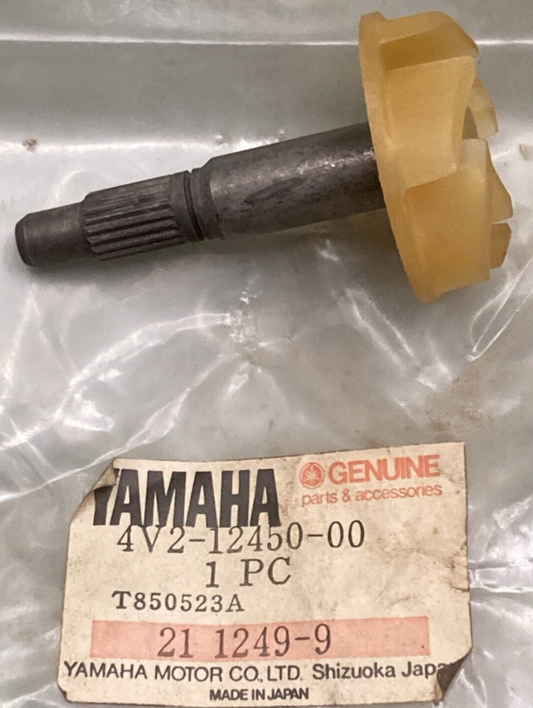 YAMAHA
GENUINE
parts & accessories
4V2-12450-00
1 PC
T850523A
21 1249-9
YAMAHA MOTOR CO., LTD. Shizuoka Japa
MADE IN JAPAN